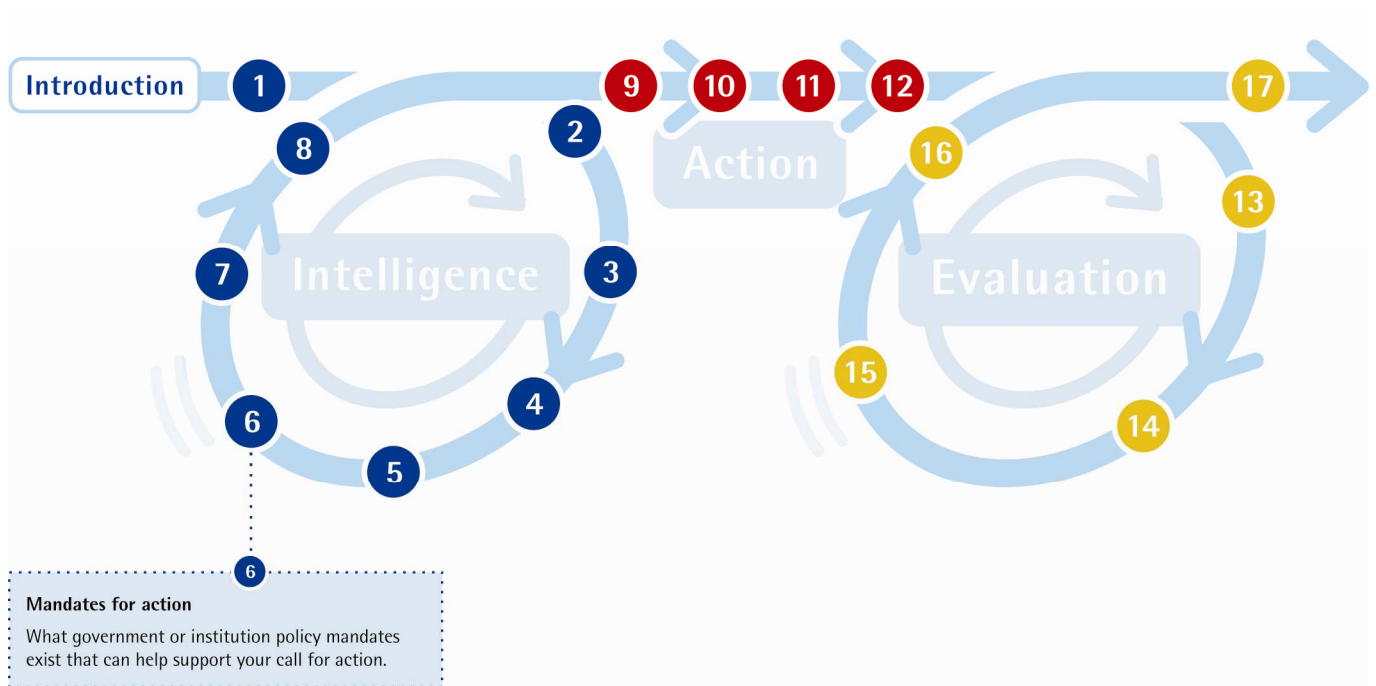 Introduction
1
9
10
11
12
17
2
8
16
Action
13
3
7
Intelligence
Evaluation
4
15
6
14
5
6
Mandates for action
What government or institution policy mandates
exist that can help support your call for action.